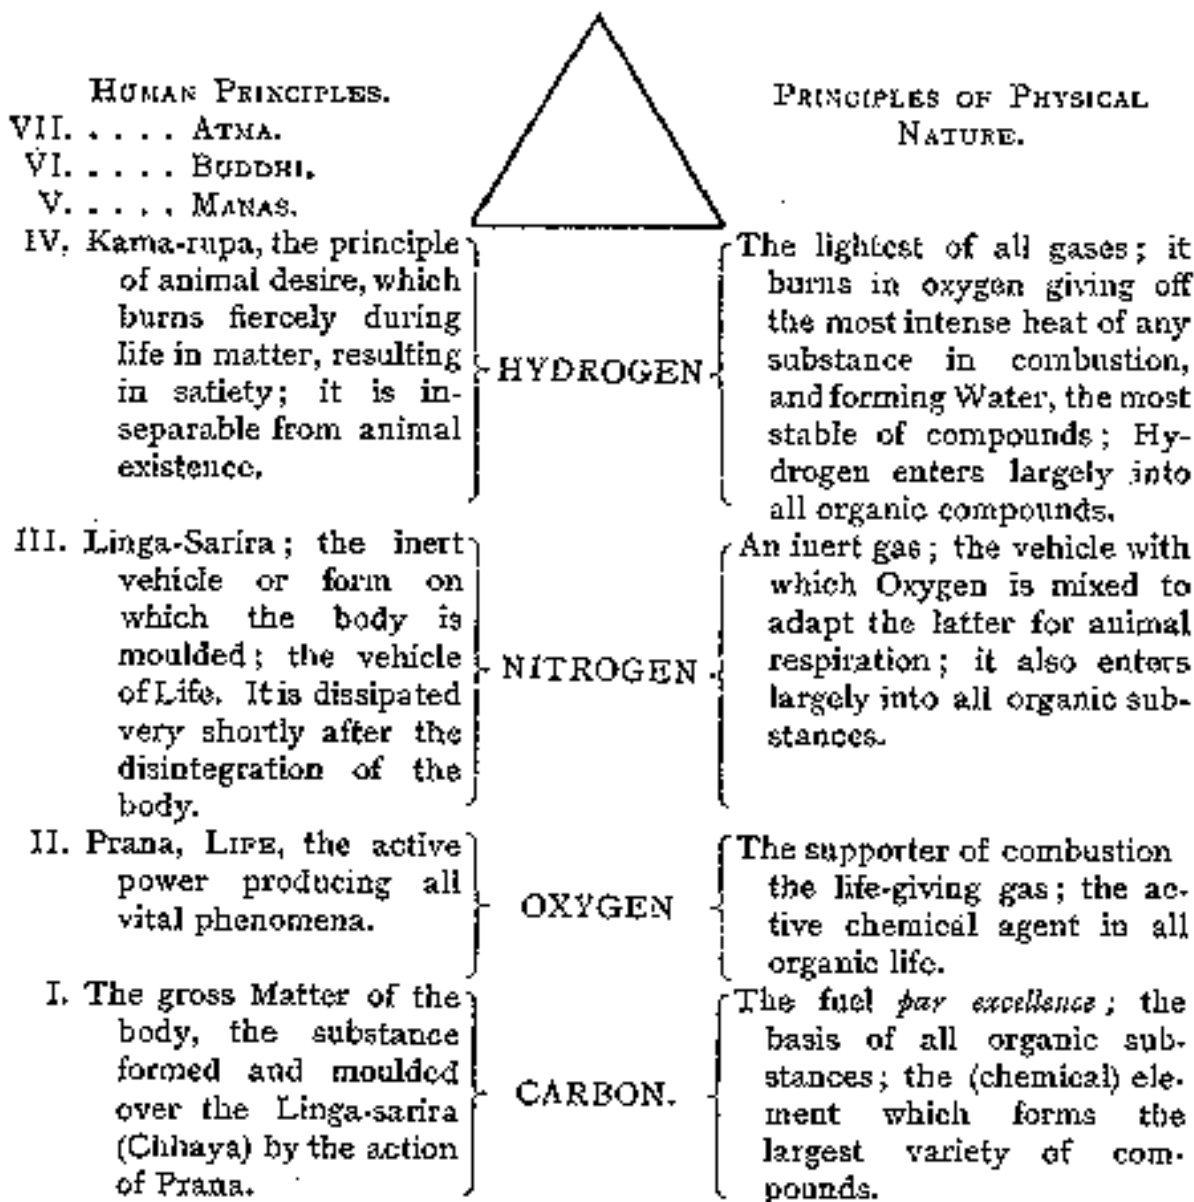 HUMAN PRINCIPLES.
VII. . . . . ATMA.
VI. . . . . BUDDHI.
V. . . . . MANAS.
PRINCIPLES OF PHYSICAL
NATURE.
IV. Kama-rupa, the principle
of animal desire, which
burns fiercely during
life in matter, resulting
in satiety; it is in-
separable from animal
existence.
HYDROGEN
The lightest of all gases; it
burns in oxygen giving off
the most intense heat of any
substance in combustion,
and forming Water, the most
stable of compounds; Hy-
drogen enters largely into
all organic compounds.
III. Linga-Sarira; the inert
vehicle or form on
which the body is
moulded; the vehicle
of Life. It is dissipated
very shortly after the
disintegration of the
body.
NITROGEN
An inert gas; the vehicle with
which Oxygen is mixed to
adapt the latter for animal
respiration; it also enters
largely into all organic sub-
stances.
II. Prana, LIFE, the active
power producing all
vital phenomena.
OXYGEN
The supporter of combustion
the life-giving gas; the ac-
tive chemical agent in all
organic life.
I. The gross Matter of the
body, the substance
formed and moulded
over the Linga-sarira
(Chhaya) by the action
of Prana.
CARBON.
The fuel par excellence; the
basis of all organic sub-
stances; the (chemical) ele-
ment which forms the
largest variety of com-
pounds.